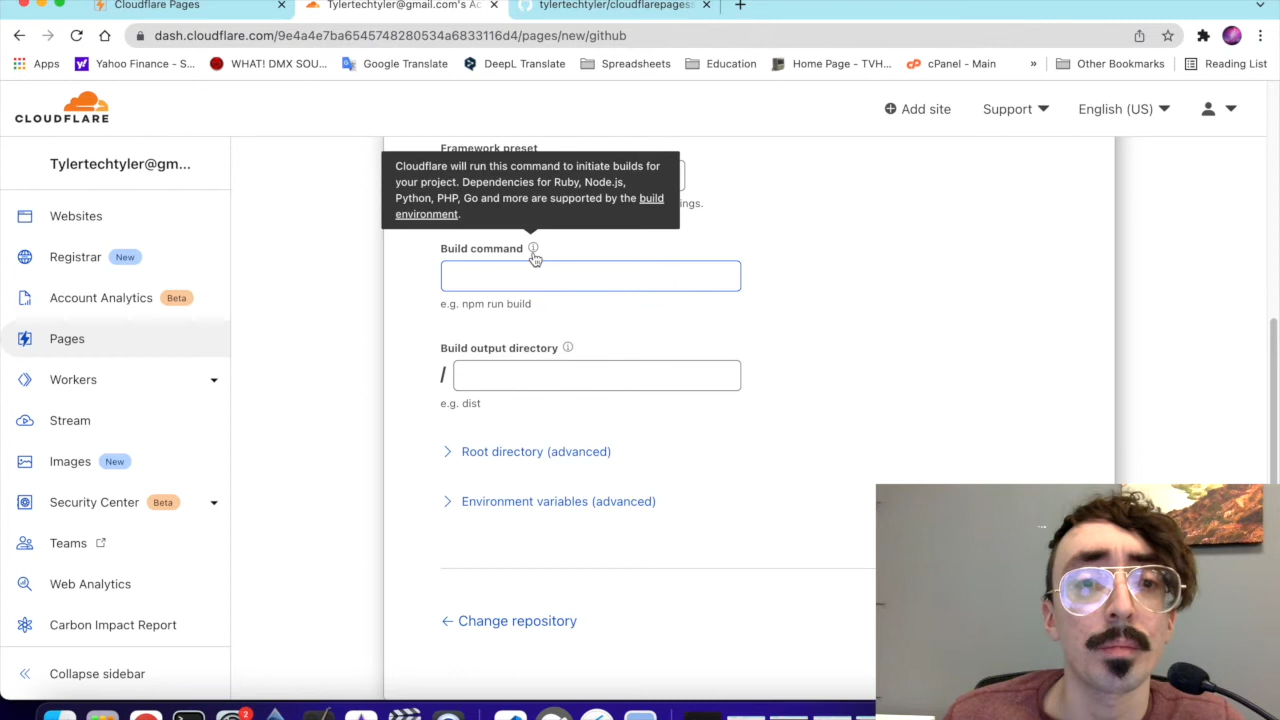 Cloudflare Pages
Tylertechtyler@gmail.com's Ac
tylertechtyler/cloudflarepages
dash.cloudflare.com/9e4a4e7ba6545748280534a6833116d4/pages/new/github
Apps
Yahoo Finance - S...
WHAT! DMX SOU...
Google Translate
DeepL Translate
Spreadsheets
Education
Home Page - TVH...
cPanel - Main
»
Other Bookmarks
Reading List
CLOUDFLARE
Add site
Support
English (US)
Tylertechtyler@gm...
Websites
Registrar New
Account Analytics Beta
Pages
Workers
Stream
Images New
Security Center Beta
Teams
Web Analytics
Carbon Impact Report
Collapse sidebar
Framework preset
Cloudflare will run this command to initiate builds for
your project. Dependencies for Ruby, Node.js,
Python, PHP, Go and more are supported by the build
environment.
ings.
Build command
e.g. npm run build
Build output directory
/
e.g. dist
Root directory (advanced)
Environment variables (advanced)
← Change repository
2